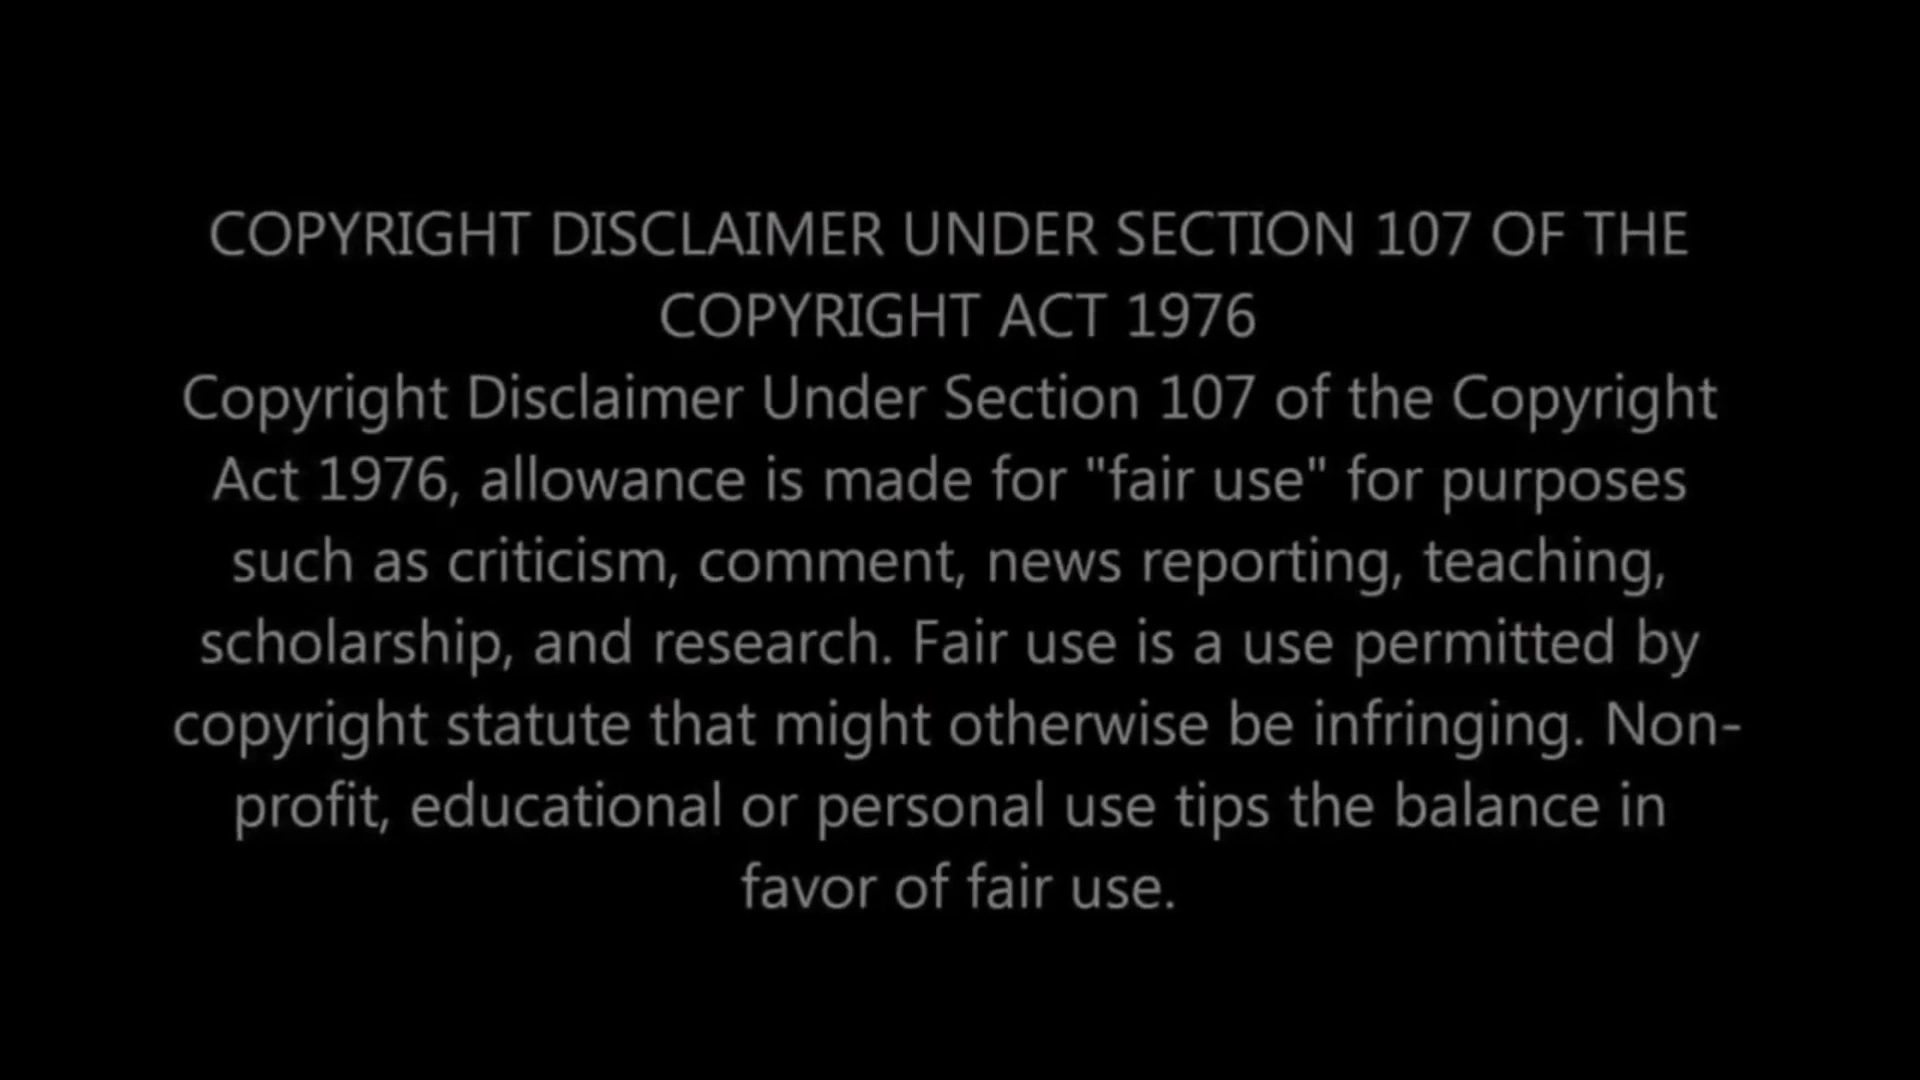 COPYRIGHT DISCLAIMER UNDER SECTION 107 OF THE
COPYRIGHT ACT 1976
Copyright Disclaimer Under Section 107 of the Copyright
Act 1976, allowance is made for "fair use" for purposes
such as criticism, comment, news reporting, teaching,
scholarship, and research. Fair use is a use permitted by
copyright statute that might otherwise be infringing. Non-
profit, educational or personal use tips the balance in
favor of fair use.